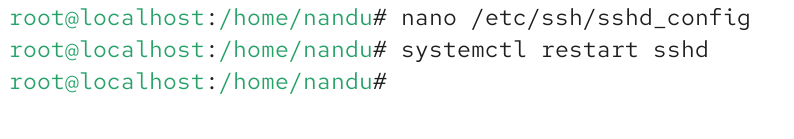 root@localhost:/home/nandu# nano /etc/ssh/sshd_config
root@localhost:/home/nandu# systemctl restart sshd
root@localhost:/home/nandu#